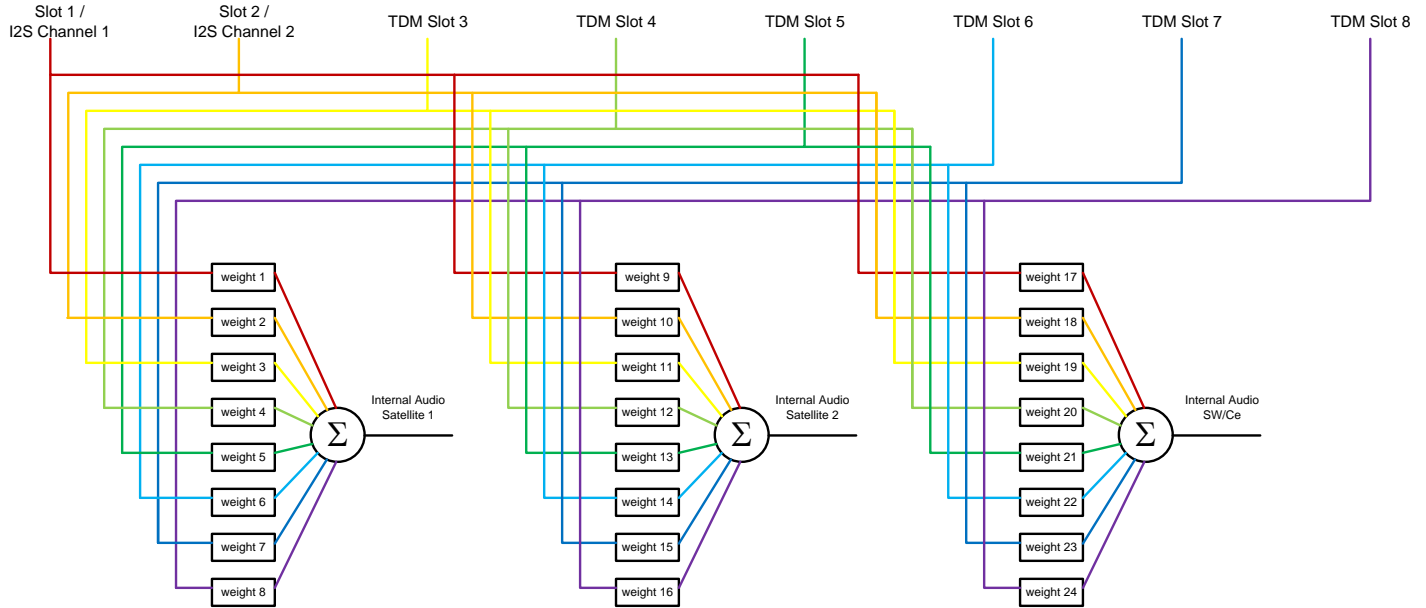 Slot 1 /
I2S Channel 1
Slot 2 /
I2S Channel 2
TDM Slot 3
TDM Slot 4
TDM Slot 5
TDM Slot 6
TDM Slot 7
TDM Slot 8
weight 1
weight 2
weight 3
weight 4
weight 5
weight 6
weight 7
weight 8
Σ
Internal Audio
Satellite 1
weight 9
weight 10
weight 11
weight 12
weight 13
weight 14
weight 15
weight 16
Σ
Internal Audio
Satellite 2
weight 17
weight 18
weight 19
weight 20
weight 21
weight 22
weight 23
weight 24
Σ
Internal Audio
SW/Ce